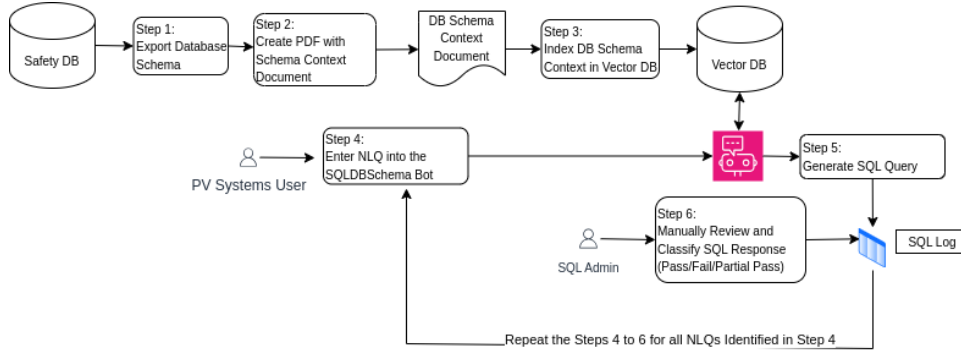 Safety DB
Step 1:
Export Database
Schema
Step 2:
Create PDF with
Schema Context
Document
DB Schema
Context
Document
Step 3:
Index DB Schema
Context in Vector DB
Vector DB
PV Systems User
Step 4:
Enter NLQ into the
SQLDBSchema Bot
Step 5:
Generate SQL Query
SQL Admin
Step 6:
Manually Review and
Classify SQL Response
(Pass/Fail/Partial Pass)
SQL Log
Repeat the Steps 4 to 6 for all NLQs Identified in Step 4